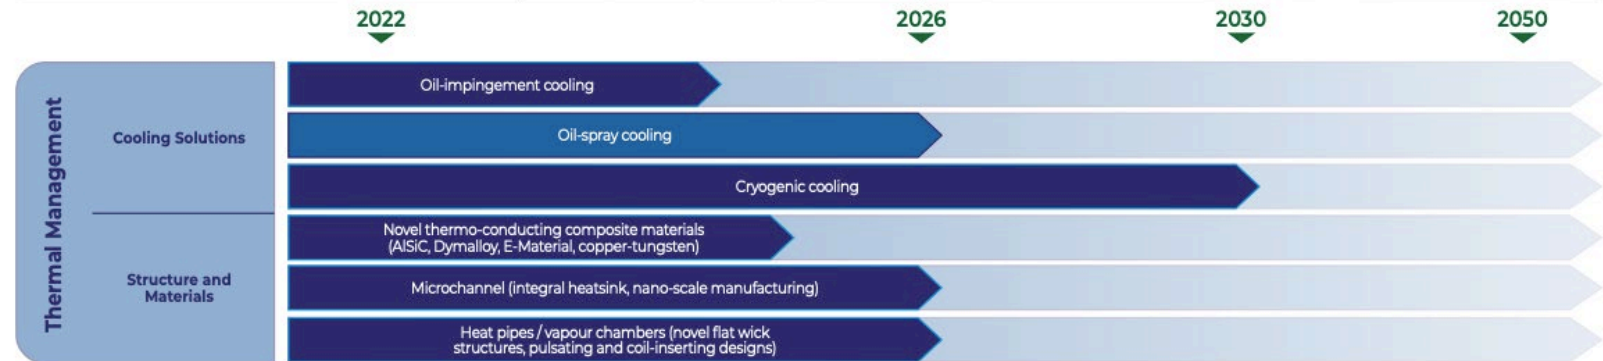 2022
2026
2030
2050
Thermal Management
Cooling Solutions
Oil-impingement cooling
Oil-spray cooling
Cryogenic cooling
Structure and
Materials
Novel thermo-conducting composite materials
(AlSiC, Dymalloy, E-Material, copper-tungsten)
Microchannel (integral heatsink, nano-scale manufacturing)
Heat pipes / vapour chambers (novel flat wick
structures, pulsating and coil-inserting designs)